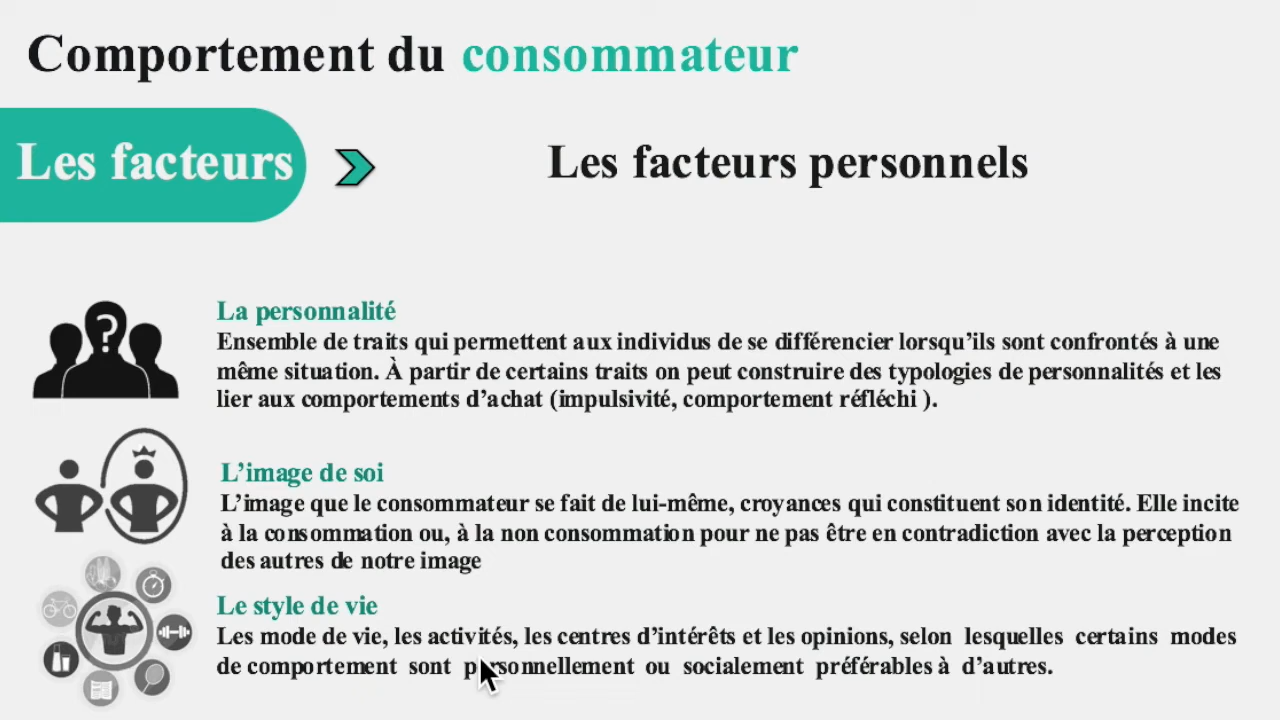 Comportement du consommateur
Les facteurs
Les facteurs personnels
La personnalité
Ensemble de traits qui permettent aux individus de se différencier lorsqu’ils sont confrontés à une
même situation. À partir de certains traits on peut construire des typologies de personnalités et les
lier aux comportements d’achat (impulsivité, comportement réfléchi ).
?
L’image de soi
L’image que le consommateur se fait de lui-même, croyances qui constituent son identité. Elle incite
à la consommation ou, à la non consommation pour ne pas être en contradiction avec la perception
des autres de notre image
Le style de vie
Les mode de vie, les activités, les centres d’intérêts et les opinions, selon lesquelles certains modes
de comportement sont personnellement ou socialement préférables à d’autres.